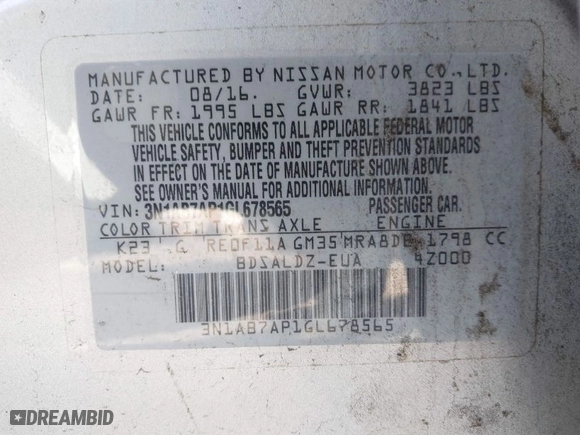 MANUFACTURED BY NISSAN MOTOR CO.,LTD.
DATE: 08/16. GVWR: 3823 LBS
GAWR FR: 1995 LBS GAWR RR: 1841 LBS
THIS VEHICLE CONFORMS TO ALL APPLICABLE FEDERAL MOTOR
VEHICLE SAFETY, BUMPER AND THEFT PREVENTION STANDARDS
IN EFFECT ON THE DATE OF MANUFACTURE SHOWN ABOVE.
SEE OWNER'S MANUAL FOR ADDITIONAL INFORMATION.
VIN: 3N1AB7AP1GL678565 PASSENGER CAR.
COLOR TRIM TRANS AXLE ENGINE
K23 G RE0F11A GM35 MRA8DE 1798 CC
MODEL: BDSALDZ-EUA 4Z000
3N1AB7AP1GL678565
DREAMBID